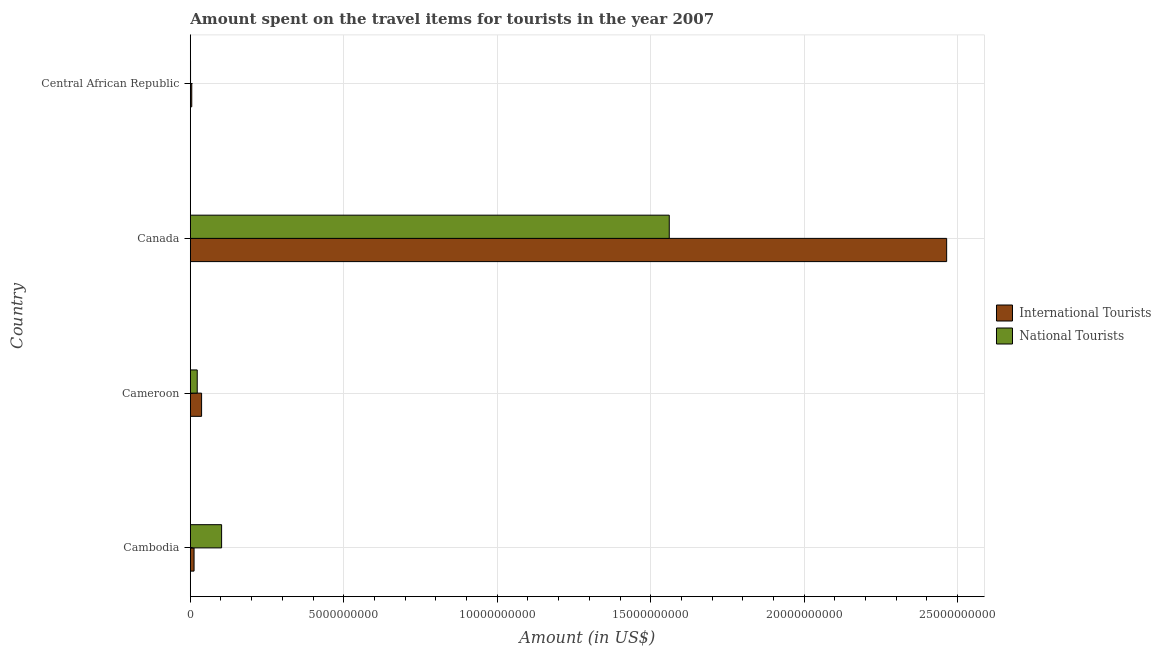 Amount spent on the travel items for tourists in the year 2007
Central African Republic
Canada
Cameroon
Cambodia
Country
0
5000000000
10000000000
15000000000
20000000000
25000000000
Amount (in US$)
International Tourists
National Tourists